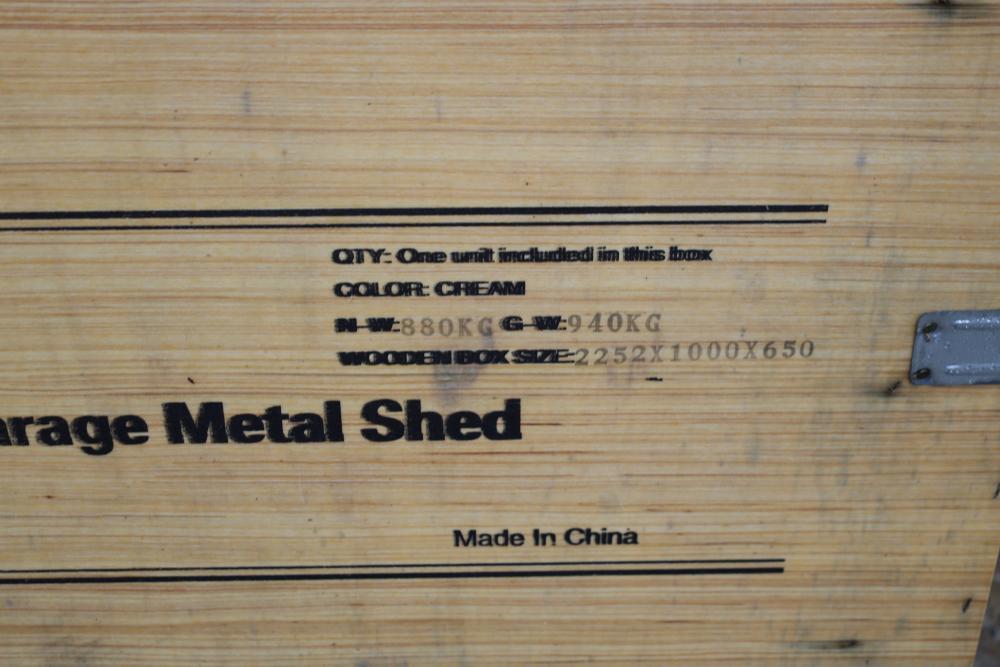 QTY: One unit included in this box
COLOR: CREAM
N-W:880KG G-W:940KG
WOODEN BOX SIZE:2252X1000X650
arage Metal Shed
Made In China